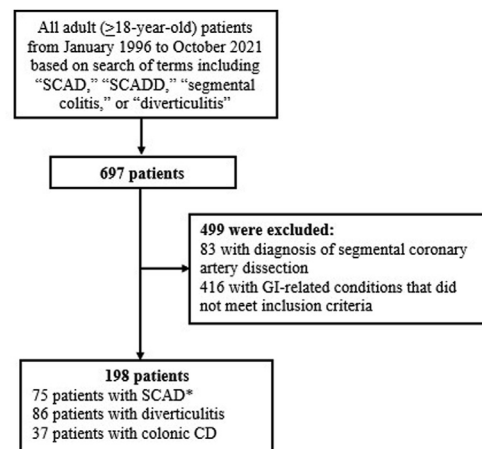 All adult (≥18-year-old) patients
from January 1996 to October 2021
based on search of terms including
“SCAD,” “SCADD,” “segmental
colitis,” or “diverticulitis”
697 patients
499 were excluded:
83 with diagnosis of segmental coronary
artery dissection
416 with GI-related conditions that did
not meet inclusion criteria
198 patients
75 patients with SCAD*
86 patients with diverticulitis
37 patients with colonic CD